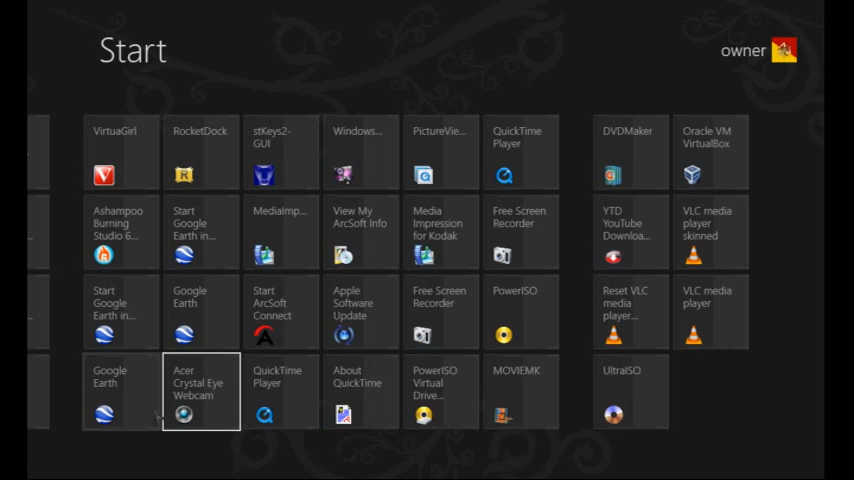 Start
owner
VirtuaGirl
RocketDock
stKeys2-
GUI
Windows...
PictureVie...
QuickTime
Player
DVDMaker
Oracle VM
VirtualBox
Ashampoo
Burning
Studio 6...
Start
Google
Earth in...
MediaImp...
View My
ArcSoft Info
Media
Impression
for Kodak
Free Screen
Recorder
YTD
YouTube
Downloa...
VLC media
player
skinned
Start
Google
Earth in...
Google
Earth
Start
ArcSoft
Connect
Apple
Software
Update
Free Screen
Recorder
PowerISO
Reset VLC
media
player...
VLC media
player
Google
Earth
Acer
Crystal Eye
Webcam
QuickTime
Player
About
QuickTime
PowerISO
Virtual
Drive...
MOVIEMK
UltraISO